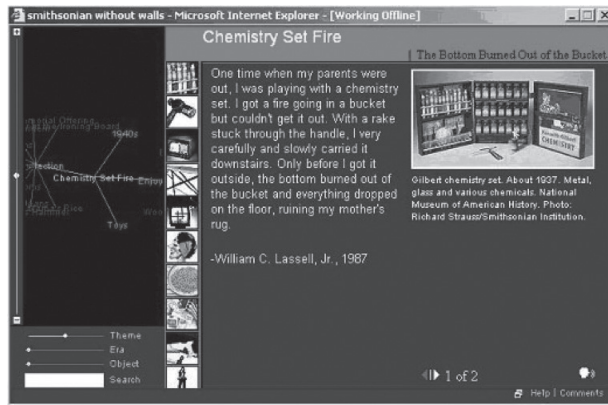 smithsonian without walls - Microsoft Internet Explorer - [Working Offline]
Chemistry Set Fire
The Bottom Burned Out of the Bucket
One time when my parents were
out, I was playing with a chemistry
set. I got a fire going in a bucket
but couldn't get it out. With a rake
stuck through the handle, I very
carefully and slowly carried it
downstairs. Only before I got it
outside, the bottom burned out of
the bucket and everything dropped
on the floor, ruining my mother's
rug.
-William C. Lassell, Jr., 1987
CHEMISTRY
Gilbert chemistry set. About 1937. Metal,
glass and various chemicals. National
Museum of American History. Photo:
Richard Strauss/Smithsonian Institution.
Offering
Board
1940s
Chemistry Set Fire
Enjoy
Toys
Theme
Era
Object
Search
1 of 2
Help | Comments